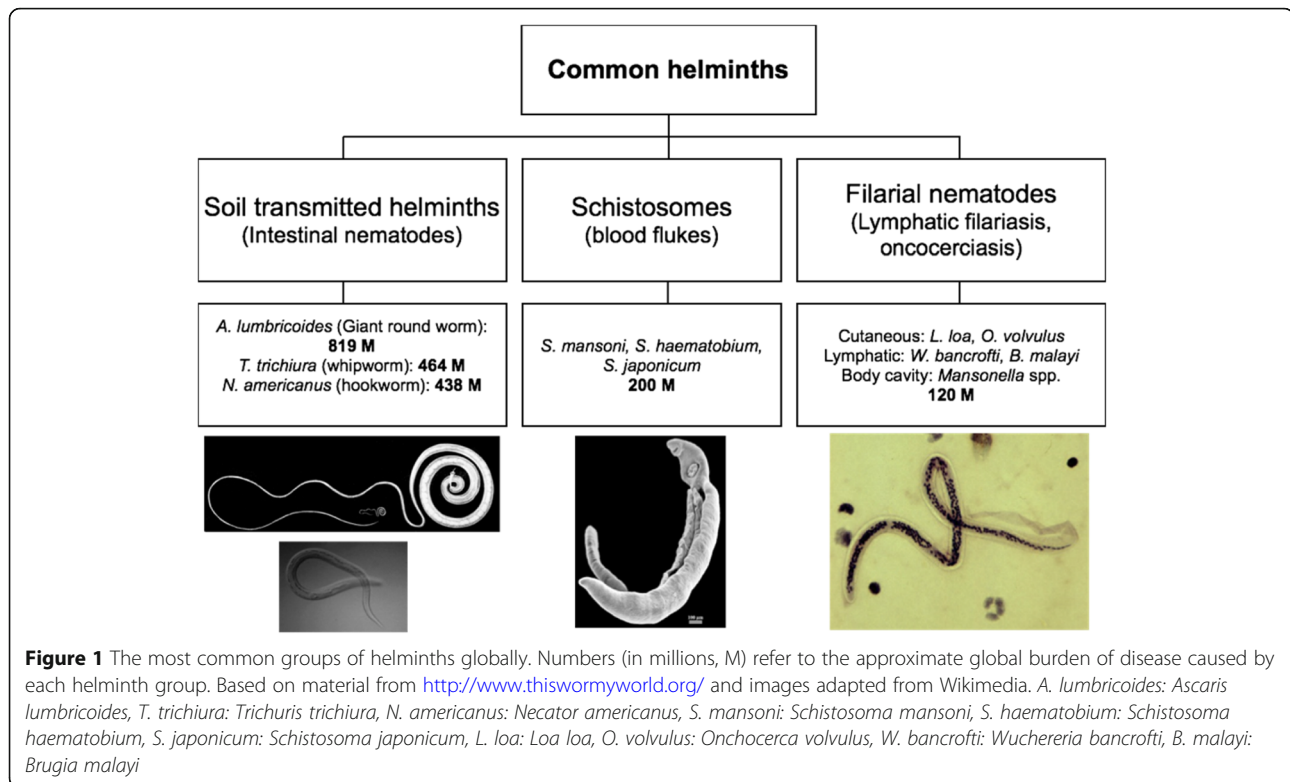 Common helminths
Soil transmitted helminths
(Intestinal nematodes)
Schistosomes
(blood flukes)
Filarial nematodes
(Lymphatic filariasis,
oncocerciasis)
A. lumbricoides (Giant round worm):
819 M
T. trichiura (whipworm): 464 M
N. americanus (hookworm): 438 M
S. mansoni, S. haematobium,
S. japonicum
200 M
Cutaneous: L. loa, O. volvulus
Lymphatic: W. bancrofti, B. malayi
Body cavity: Mansonella spp.
120 M
100 µm
Figure 1 The most common groups of helminths globally. Numbers (in millions, M) refer to the approximate global burden of disease caused by
each helminth group. Based on material from http://www.thiswormyworld.org/ and images adapted from Wikimedia. A. lumbricoides: Ascaris
lumbricoides, T. trichiura: Trichuris trichiura, N. americanus: Necator americanus, S. mansoni: Schistosoma mansoni, S. haematobium: Schistosoma
haematobium, S. japonicum: Schistosoma japonicum, L. loa: Loa loa, O. volvulus: Onchocerca volvulus, W. bancrofti: Wuchereria bancrofti, B. malayi:
Brugia malayi